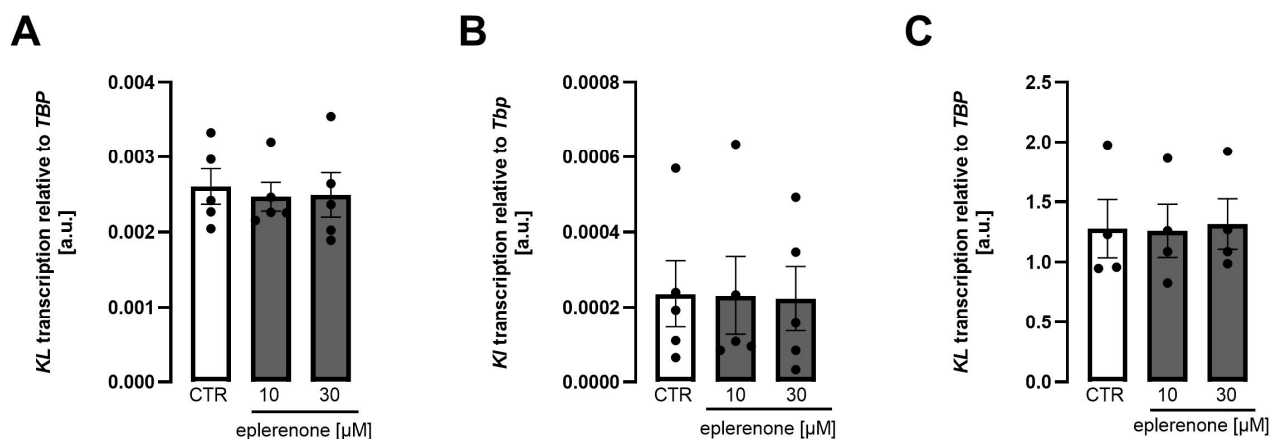 A
KL transcription relative to TBP
[a.u.]
0.004
0.003
0.002
0.001
0.000
CTR
10
30
eplerenone [µM]
B
Kl transcription relative to Tbp
[a.u.]
0.0008
0.0006
0.0004
0.0002
0.0000
CTR
10
30
eplerenone [µM]
C
KL transcription relative to TBP
[a.u.]
2.5
2.0
1.5
1.0
0.5
0.0
CTR
10
30
eplerenone [µM]